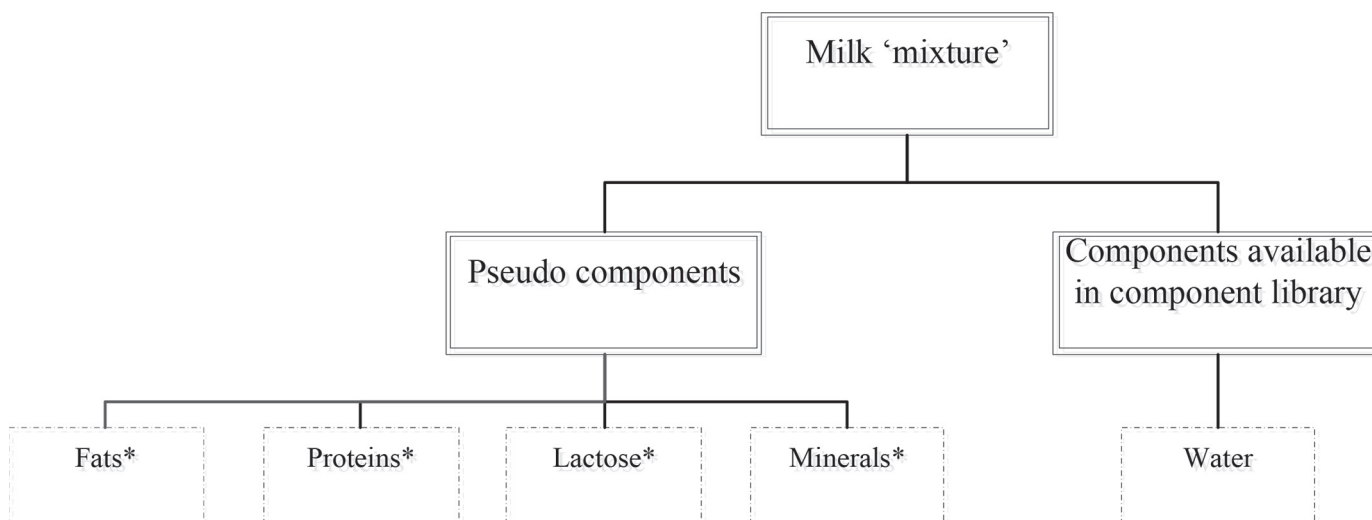 Milk ‘mixture’
Pseudo components
Components available
in component library
Fats*
Proteins*
Lactose*
Minerals*
Water